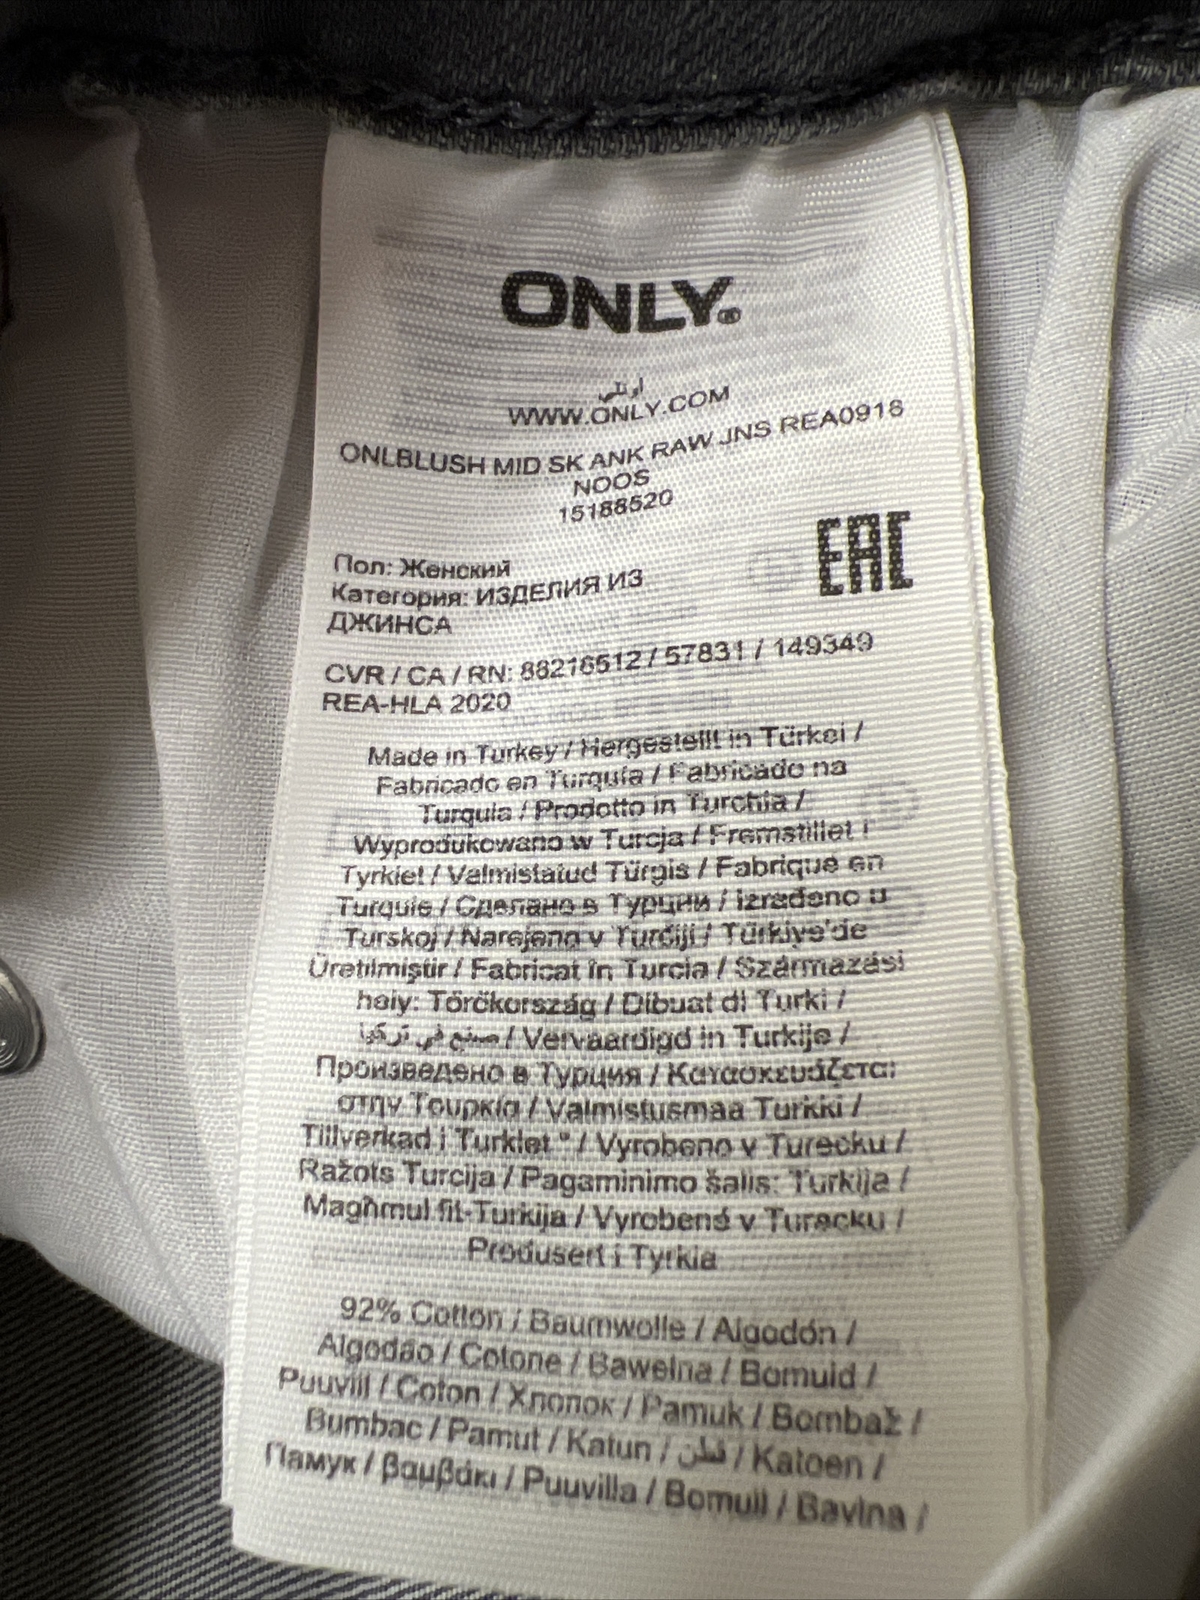 ONLY®
اونلي
WWW.ONLY.COM
ONLBLUSH MID SK ANK RAW JNS REA0918
NOOS
15188520
EAC
Пол: Женский
Категория: ИЗДЕЛИЯ ИЗ
ДЖИНСА
CVR / CA / RN: 88216512 / 57831 / 149349
REA-HLA 2020
Made in Turkey / Hergestellt in Türkei /
Fabricado en Turquía / Fabricado na
Turquia / Prodotto in Turchia /
Wyprodukowano w Turcja / Fremstillet i
Tyrkiet / Valmistatud Türgis / Fabrique en
Turquie / Сделано в Турции / Izrađeno u
Turskoj / Narejeno v Turčiji / Türkiye'de
Üretilmiştir / Fabricat în Turcia / Származási
hely: Törökország / Dibuat di Turki /
صنع في تركيا / Vervaardigd in Turkije /
Произведено в Турция / Κατασκευάζεται
στην Τουρκία / Valmistusmaa Turkki /
Tillverkad i Turkiet * / Vyrobeno v Turecku /
Ražots Turcija / Pagaminimo šalis: Turkija /
Magħmul fit-Turkija / Vyrobené v Turecku /
Produsert i Tyrkia
92% Cotton / Baumwolle / Algodón /
Algodão / Cotone / Bawełna / Bomuld /
Puuvill / Coton / Хлопок / Pamuk / Bombaž /
Bumbac / Pamut / Katun / قطن / Katoen /
Памук / βαμβάκι / Puuvilla / Bomull / Bavlna /